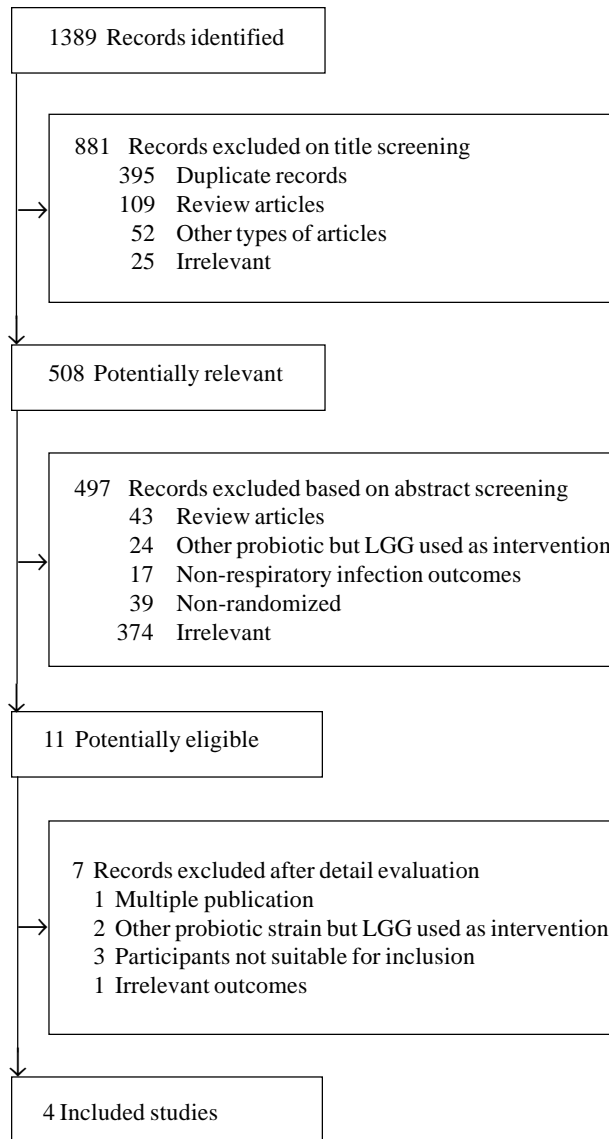 1389 Records identified
881 Records excluded on title screening
395 Duplicate records
109 Review articles
52 Other types of articles
25 Irrelevant
508 Potentially relevant
497 Records excluded based on abstract screening
43 Review articles
24 Other probiotic but LGG used as intervention
17 Non-respiratory infection outcomes
39 Non-randomized
374 Irrelevant
11 Potentially eligible
7 Records excluded after detail evaluation
1 Multiple publication
2 Other probiotic strain but LGG used as intervention
3 Participants not suitable for inclusion
1 Irrelevant outcomes
4 Included studies